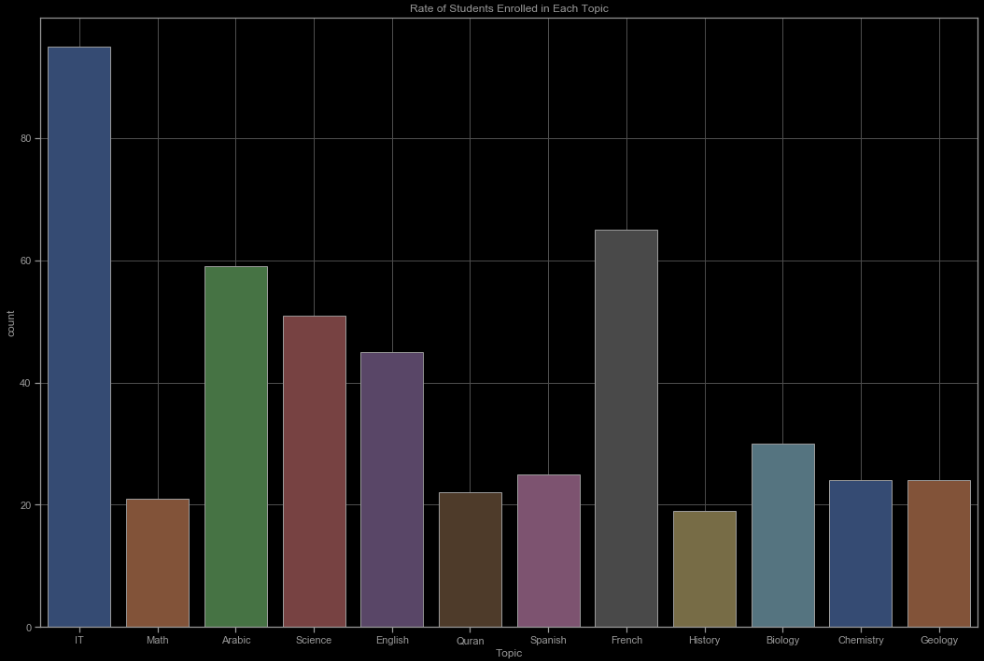 Rate of Students Enrolled in Each Topic
count
80
60
40
20
0
IT Math Arabic Science English Quran Spanish French History Biology Chemistry Geology
Topic